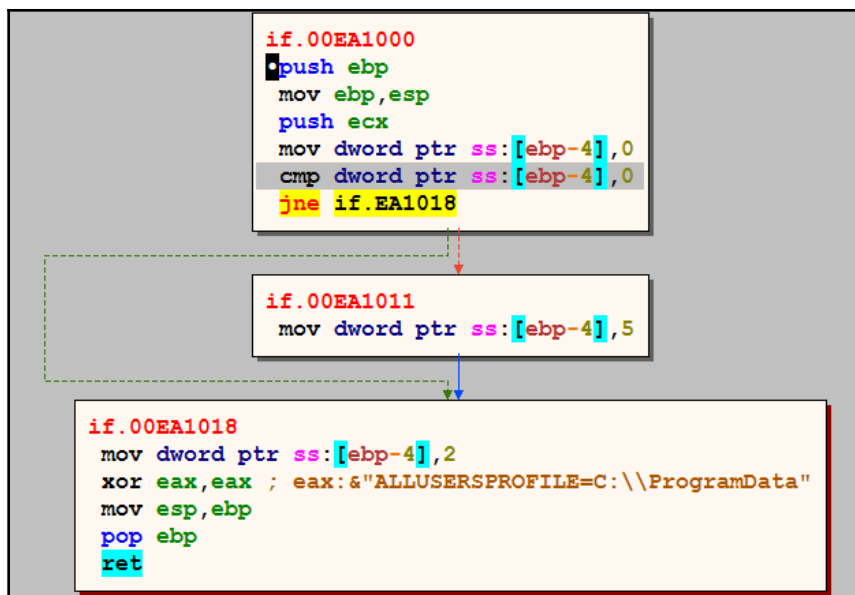 if.00EA1000
push ebp
mov ebp,esp
push ecx
mov dword ptr ss:[ebp-4],0
cmp dword ptr ss:[ebp-4],0
jne if.EA1018
if.00EA1011
mov dword ptr ss:[ebp-4],5
if.00EA1018
mov dword ptr ss:[ebp-4],2
xor eax,eax ; eax:&"ALLUSERSPROFILE=C:\\ProgramData"
mov esp,ebp
pop ebp
ret